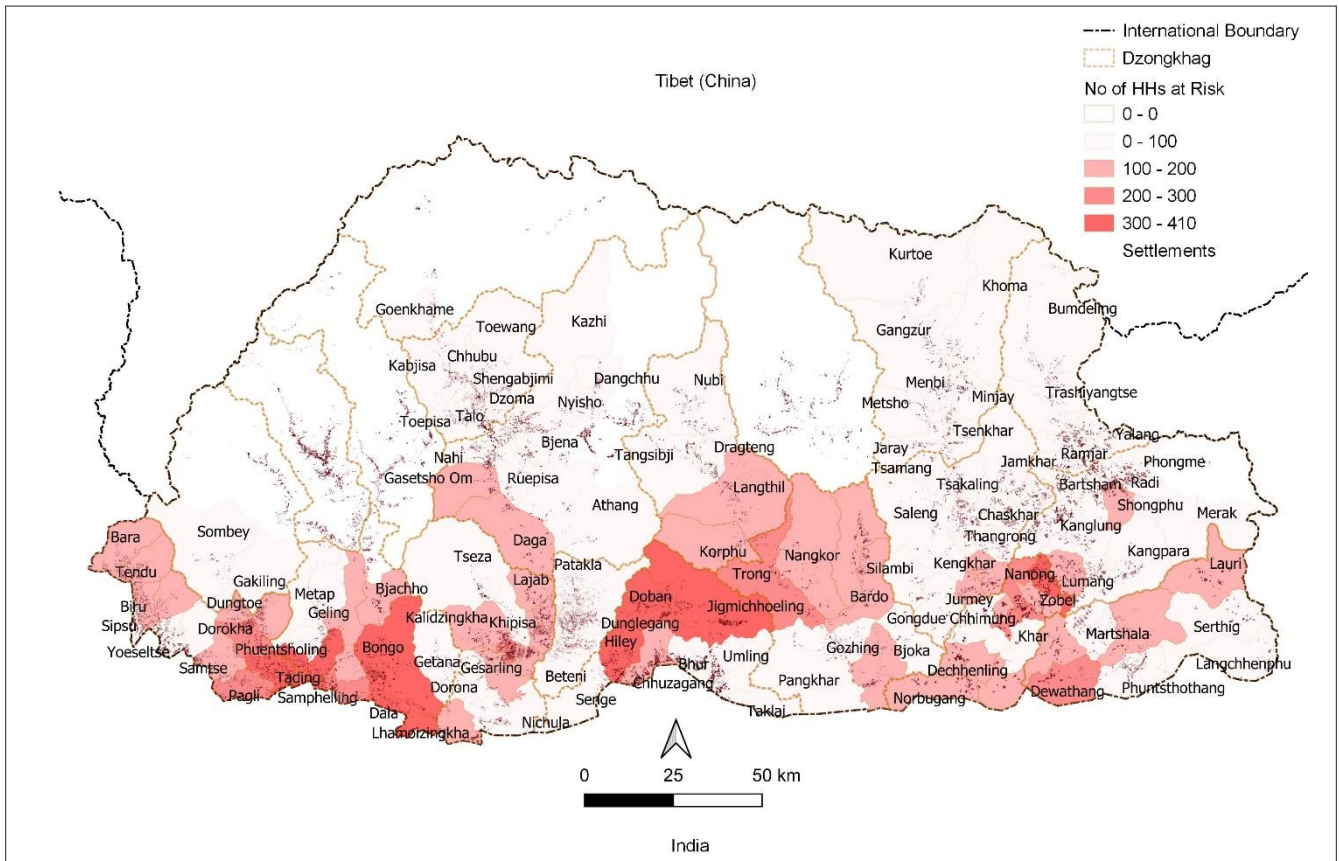 International Boundary
Dzongkhag
Tibet (China)
No of HHs at Risk
0 - 0
0 - 100
100 - 200
200 - 300
300 - 410
Settlements
Kurtoe
Khoma
Goenkhame
Toewang
Kazhi
Bumdeling
Gangzur
Kabjisa
Chhubu
Shengabjimi
Dangchhu
Nubi
Menbi
Trashiyangtse
Dzoma
Nyisho
Metsho
Minjay
Toepisa
Talo
Tsenkhar
Bjena
Yalang
Nahi
Tangsibji
Dragteng
Jaray
Ramjar
Tsamang
Jamkhar
Phongme
Gasetsho Om
Ruepisa
Langthil
Tsakaling
Bartsham
Radi
Athang
Saleng
Chaskhar
Shongphu
Merak
Sombey
Kanglung
Bara
Thangrong
Tseza
Daga
Korphu
Nangkor
Kangpara
Tendu
Patakla
Silambi
Kengkhar
Lauri
Gakiling
Metap
Bjachho
Lajab
Trong
Nanong
Lumang
Biru
Dungtoe
Geling
Doban
Bardo
Jurmey
Zobel
Sipsu
Dorokha
Kalidzingkha
Khipisa
Dunglegang
Jigmichhoeling
Gongdue
Chhimung
Serthig
Yoeseltse
Phuentsholing
Bongo
Hiley
Khar
Martshala
Samtse
Getana
Gesarling
Umling
Gozhing
Bjoka
Langchhenphu
Tading
Beteni
Bhur
Dechhenling
Pagli
Samphelling
Dorona
Chhuzagang
Pangkhar
Norbugang
Dewathang
Phuntsthothang
Dala
Senge
Taklai
Lhamoizingkha
Nichula
0 25 50 km
India